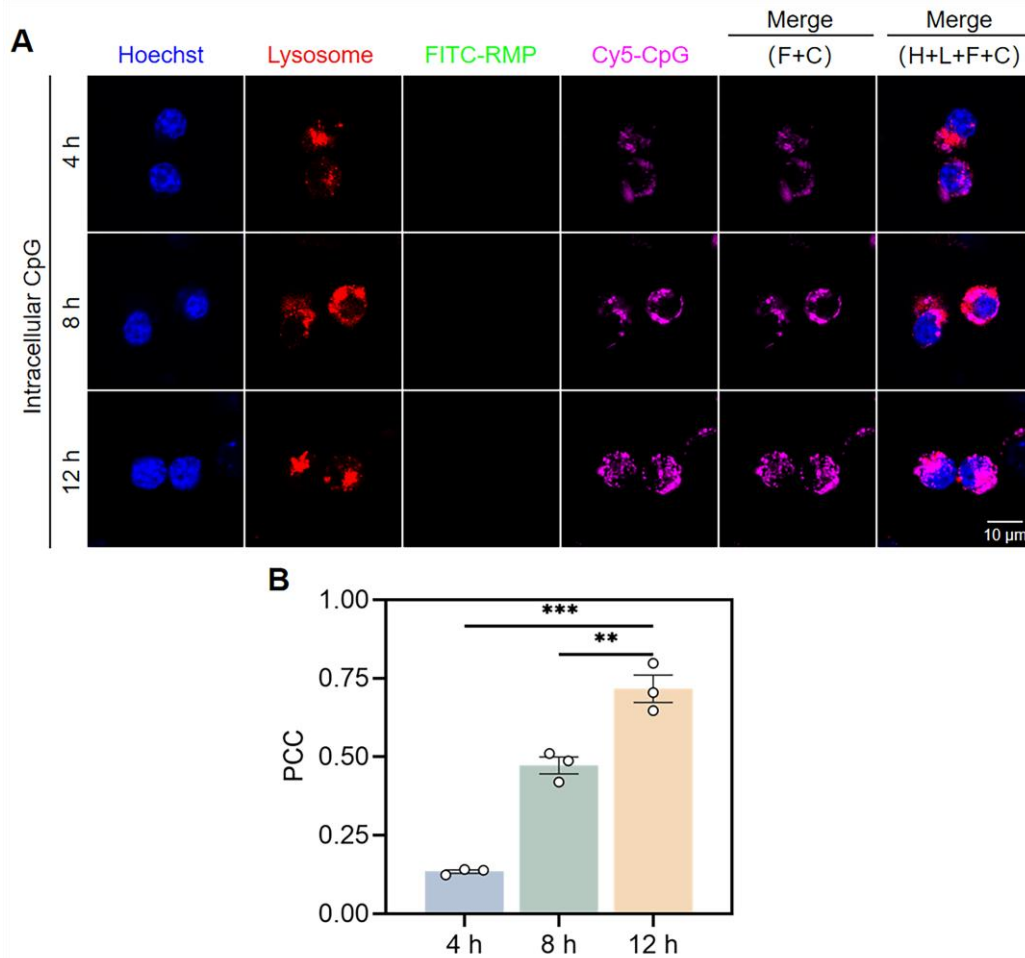 A
Hoechst
Lysosome
FITC-RMP
Cy5-CpG
Merge
(F+C)
Merge
(H+L+F+C)
Intracellular CpG
4 h
8 h
12 h
10 μm
B
***
**
1.00
0.75
0.50
0.25
0.00
PCC
4 h
8 h
12 h